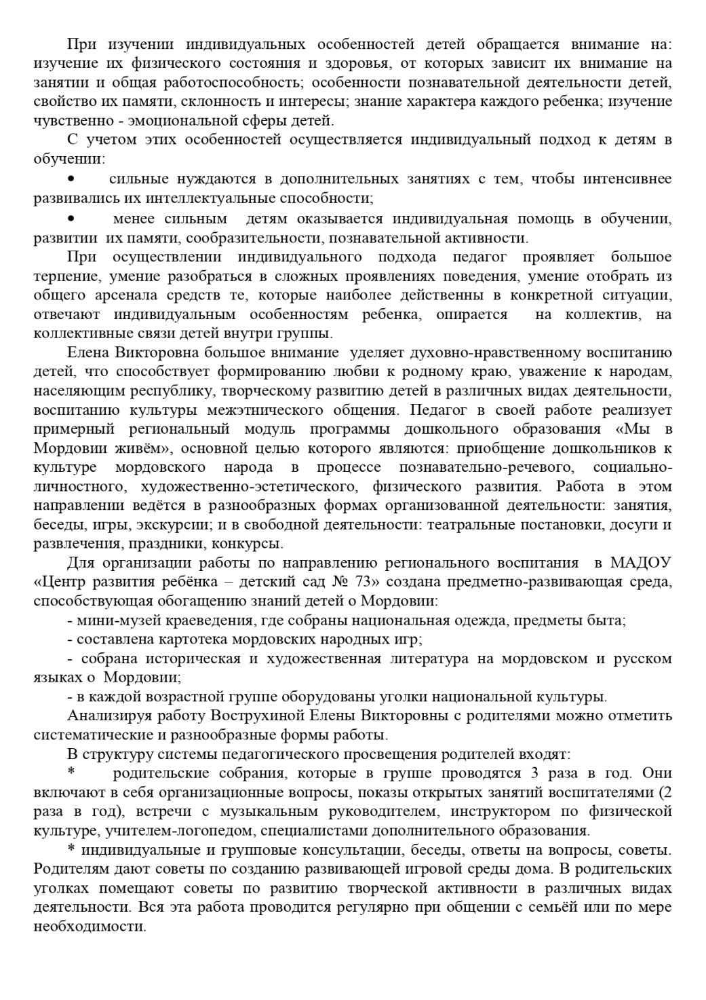 При изучении индивидуальных особенностей детей обращается внимание на:
изучение их физического состояния и здоровья, от которых зависит их внимание на
занятии и общая работоспособность; особенности познавательной деятельности детей,
свойство их памяти, склонность и интересы; знание характера каждого ребенка; изучение
чувственно - эмоциональной сферы детей.
С учетом этих особенностей осуществляется индивидуальный подход к детям в
обучении:
• сильные нуждаются в дополнительных занятиях с тем, чтобы интенсивнее
развивались их интеллектуальные способности;
• менее сильным детям оказывается индивидуальная помощь в обучении,
развитии их памяти, сообразительности, познавательной активности.
При осуществлении индивидуального подхода педагог проявляет большое
терпение, умение разобраться в сложных проявлениях поведения, умение отобрать из
общего арсенала средств те, которые наиболее действенны в конкретной ситуации,
отвечают индивидуальным особенностям ребенка, опирается на коллектив, на
коллективные связи детей внутри группы.
Елена Викторовна большое внимание уделяет духовно-нравственному воспитанию
детей, что способствует формированию любви к родному краю, уважение к народам,
населяющим республику, творческому развитию детей в различных видах деятельности,
воспитанию культуры межэтнического общения. Педагог в своей работе реализует
примерный региональный модуль программы дошкольного образования «Мы в
Мордовии живём», основной целью которого являются: приобщение дошкольников к
культуре мордовского народа в процессе познавательно-речевого, социально-
личностного, художественно-эстетического, физического развития. Работа в этом
направлении ведётся в разнообразных формах организованной деятельности: занятия,
беседы, игры, экскурсии; и в свободной деятельности: театральные постановки, досуги и
развлечения, праздники, конкурсы.
Для организации работы по направлению регионального воспитания в МАДОУ
«Центр развития ребёнка – детский сад № 73» создана предметно-развивающая среда,
способствующая обогащению знаний детей о Мордовии:
- мини-музей краеведения, где собраны национальная одежда, предметы быта;
- составлена картотека мордовских народных игр;
- собрана историческая и художественная литература на мордовском и русском
языках о Мордовии;
- в каждой возрастной группе оборудованы уголки национальной культуры.
Анализируя работу Вострухиной Елены Викторовны с родителями можно отметить
систематические и разнообразные формы работы.
В структуру системы педагогического просвещения родителей входят:
* родительские собрания, которые в группе проводятся 3 раза в год. Они
включают в себя организационные вопросы, показы открытых занятий воспитателями (2
раза в год), встречи с музыкальным руководителем, инструктором по физической
культуре, учителем-логопедом, специалистами дополнительного образования.
* индивидуальные и групповые консультации, беседы, ответы на вопросы, советы.
Родителям дают советы по созданию развивающей игровой среды дома. В родительских
уголках помещают советы по развитию творческой активности в различных видах
деятельности. Вся эта работа проводится регулярно при общении с семьёй или по мере
необходимости.